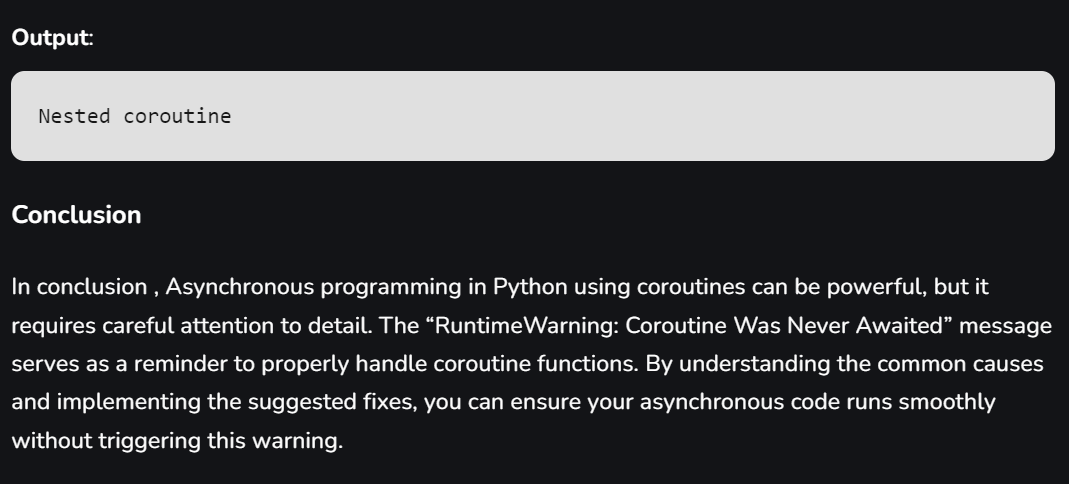 Output:
Nested coroutine
Conclusion
In conclusion , Asynchronous programming in Python using coroutines can be powerful, but it
requires careful attention to detail. The “RuntimeWarning: Coroutine Was Never Awaited” message
serves as a reminder to properly handle coroutine functions. By understanding the common causes
and implementing the suggested fixes, you can ensure your asynchronous code runs smoothly
without triggering this warning.